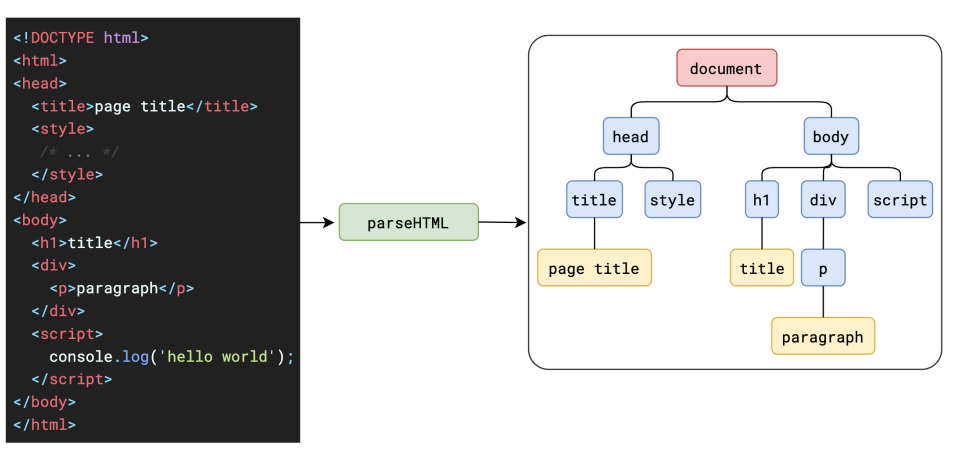 <!DOCTYPE html>
<html>
<head>
<title>page title</title>
<style>
/* ... */
</style>
</head>
<body>
<h1>title</h1>
<div>
<p>paragraph</p>
</div>
<script>
console.log('hello world');
</script>
</body>
</html>
parseHTML
document
head body
title style h1 div script
page title title p
paragraph